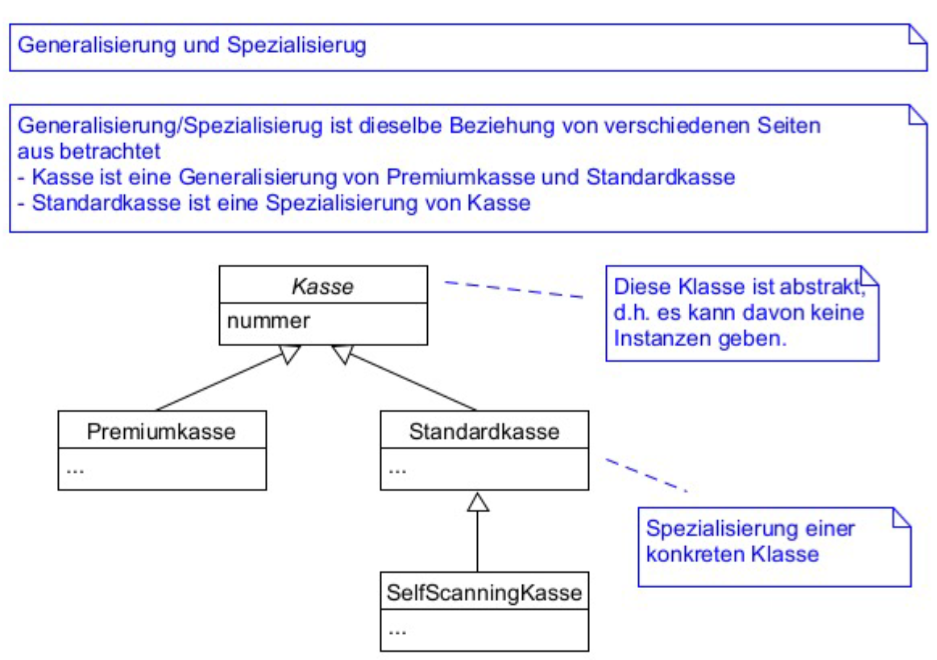 Generalisierung und Spezialisierug
Generalisierung/Spezialisierug ist dieselbe Beziehung von verschiedenen Seiten
aus betrachtet
- Kasse ist eine Generalisierung von Premiumkasse und Standardkasse
- Standardkasse ist eine Spezialisierung von Kasse
Kasse
nummer
Diese Klasse ist abstrakt,
d.h. es kann davon keine
Instanzen geben.
Premiumkasse
...
Standardkasse
...
Spezialisierung einer
konkreten Klasse
SelfScanningKasse
...